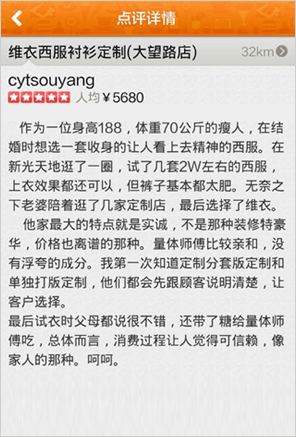 点评详情
维衣西服衬衫定制(大望路店)
32km
cytsouyang
人均￥5680
作为一位身高188，体重70公斤的瘦人，在结
婚时想选一套收身的让人看上去精神的西服。在
新光天地逛了一圈，试了几套2W左右的西服，
上衣效果都还可以，但裤子基本都太肥。无奈之
下老婆陪着逛了几家定制店，最后选择了维衣。
他家最大的特点就是实诚，不是那种装修特豪
华，价格也离谱的那种。量体师傅比较亲和，没
有浮夸的成分。我第一次知道定制分套版定制和
单独打版定制，他们都会先跟顾客说明清楚，让
客户选择。
最后试衣时父母都说很不错，还带了糖给量体师
傅吃，总体而言，消费过程让人觉得可信赖，像
家人的那种。呵呵。